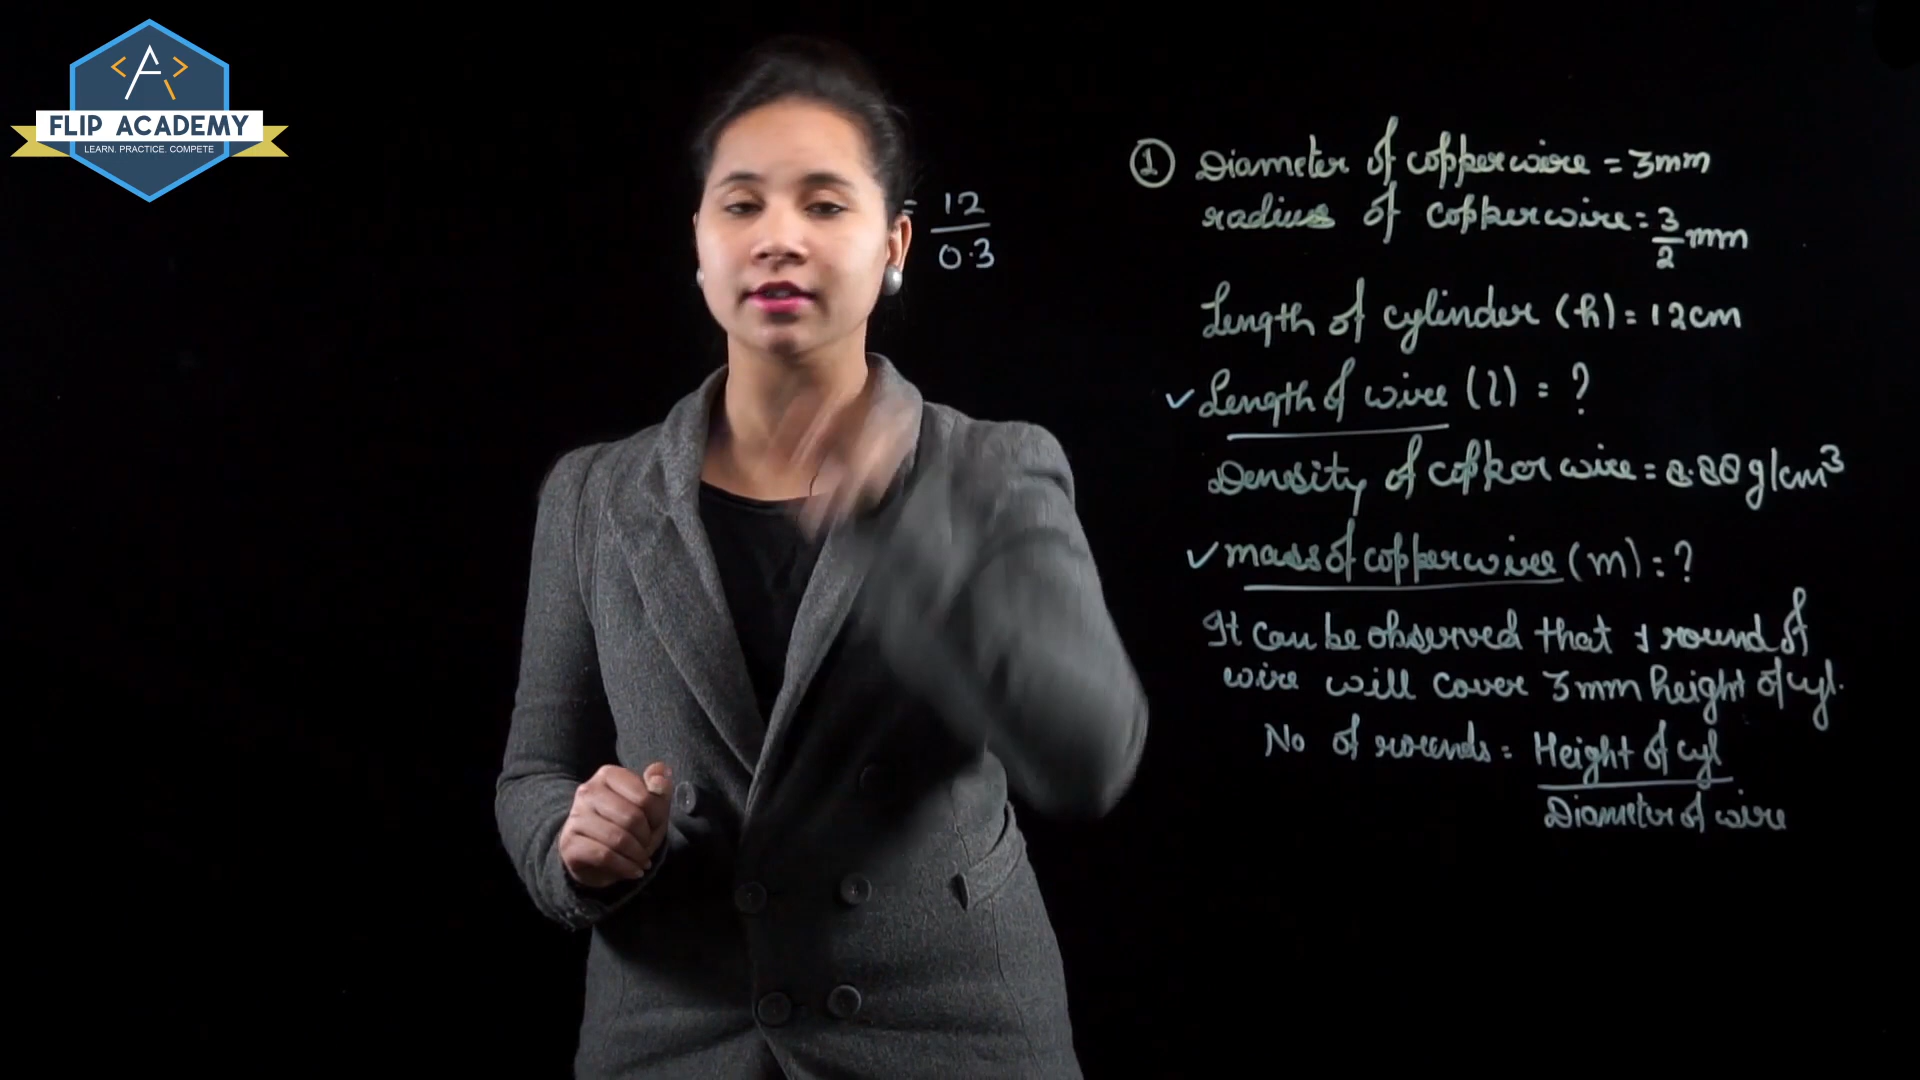 A
FLIP ACADEMY
LEARN. PRACTICE. COMPETE
= 12
0.3
① Diameter of copper wire = 3mm
radius of copper wire = 3/2 mm
Length of cylinder (h) = 12cm
✓ Length of wire (l) = ?
Density of copper wire = 8.88 g/cm³
✓ mass of copper wire (m) = ?
It can be observed that 1 round of
wire will cover 3mm height of cyl.
No of rounds = Height of cyl
Diameter of wire